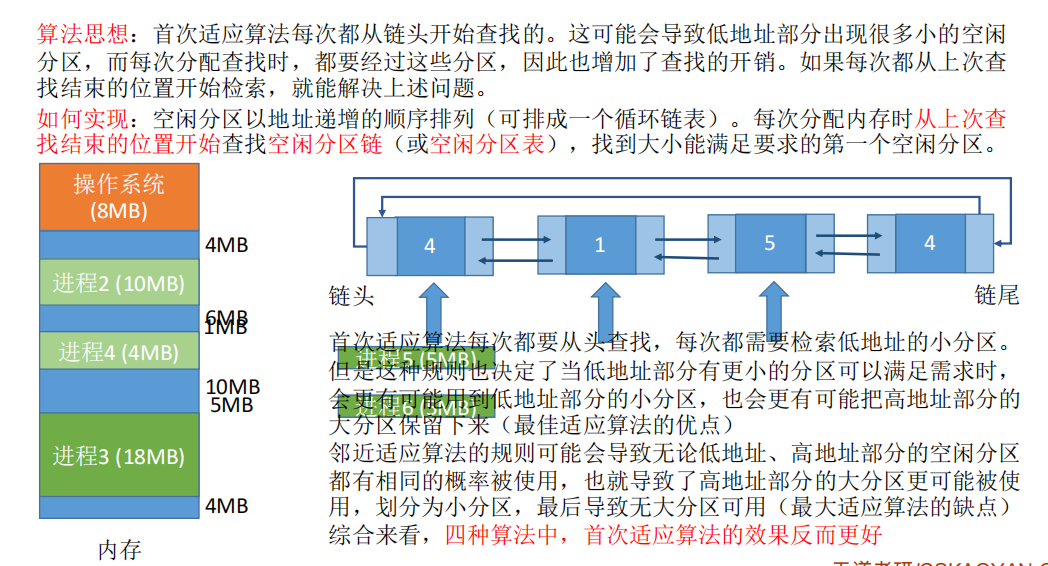 算法思想：首次适应算法每次都从链头开始查找的。这可能会导致低地址部分出现很多小的空闲
分区，而每次分配查找时，都要经过这些分区，因此也增加了查找的开销。如果每次都从上次查
找结束的位置开始检索，就能解决上述问题。
如何实现：空闲分区以地址递增的顺序排列（可排成一个循环链表）。每次分配内存时从上次查
找结束的位置开始查找空闲分区链（或空闲分区表），找到大小能满足要求的第一个空闲分区。
操作系统
(8MB)
4MB
进程2 (10MB)
6MB
1MB
进程4 (4MB)
10MB
5MB
进程3 (18MB)
4MB
内存
4
1
5
4
链头
链尾
首次适应算法每次都要从头查找，每次都需要检索低地址的小分区。
进程5 (5MB)
但是这种规则也决定了当低地址部分有更小的分区可以满足需求时，
会更有可能用到低地址部分的小分区，也会更有可能把高地址部分的
进程6 (5MB)
大分区保留下来（最佳适应算法的优点）
邻近适应算法的规则可能会导致无论低地址、高地址部分的空闲分区
都有相同的概率被使用，也就导致了高地址部分的大分区更可能被使
用，划分为小分区，最后导致无大分区可用（最大适应算法的缺点）
综合来看，四种算法中，首次适应算法的效果反而更好